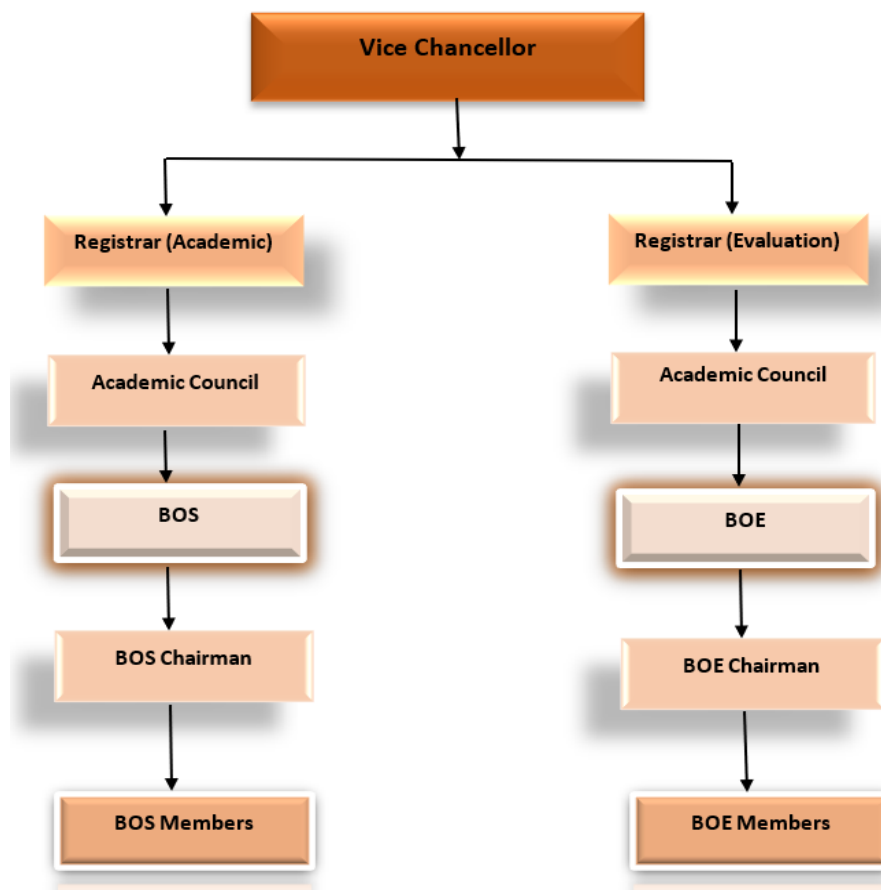 Vice Chancellor
Registrar (Academic)
Registrar (Evaluation)
Academic Council
Academic Council
BOS
BOE
BOS Chairman
BOE Chairman
BOS Members
BOE Members